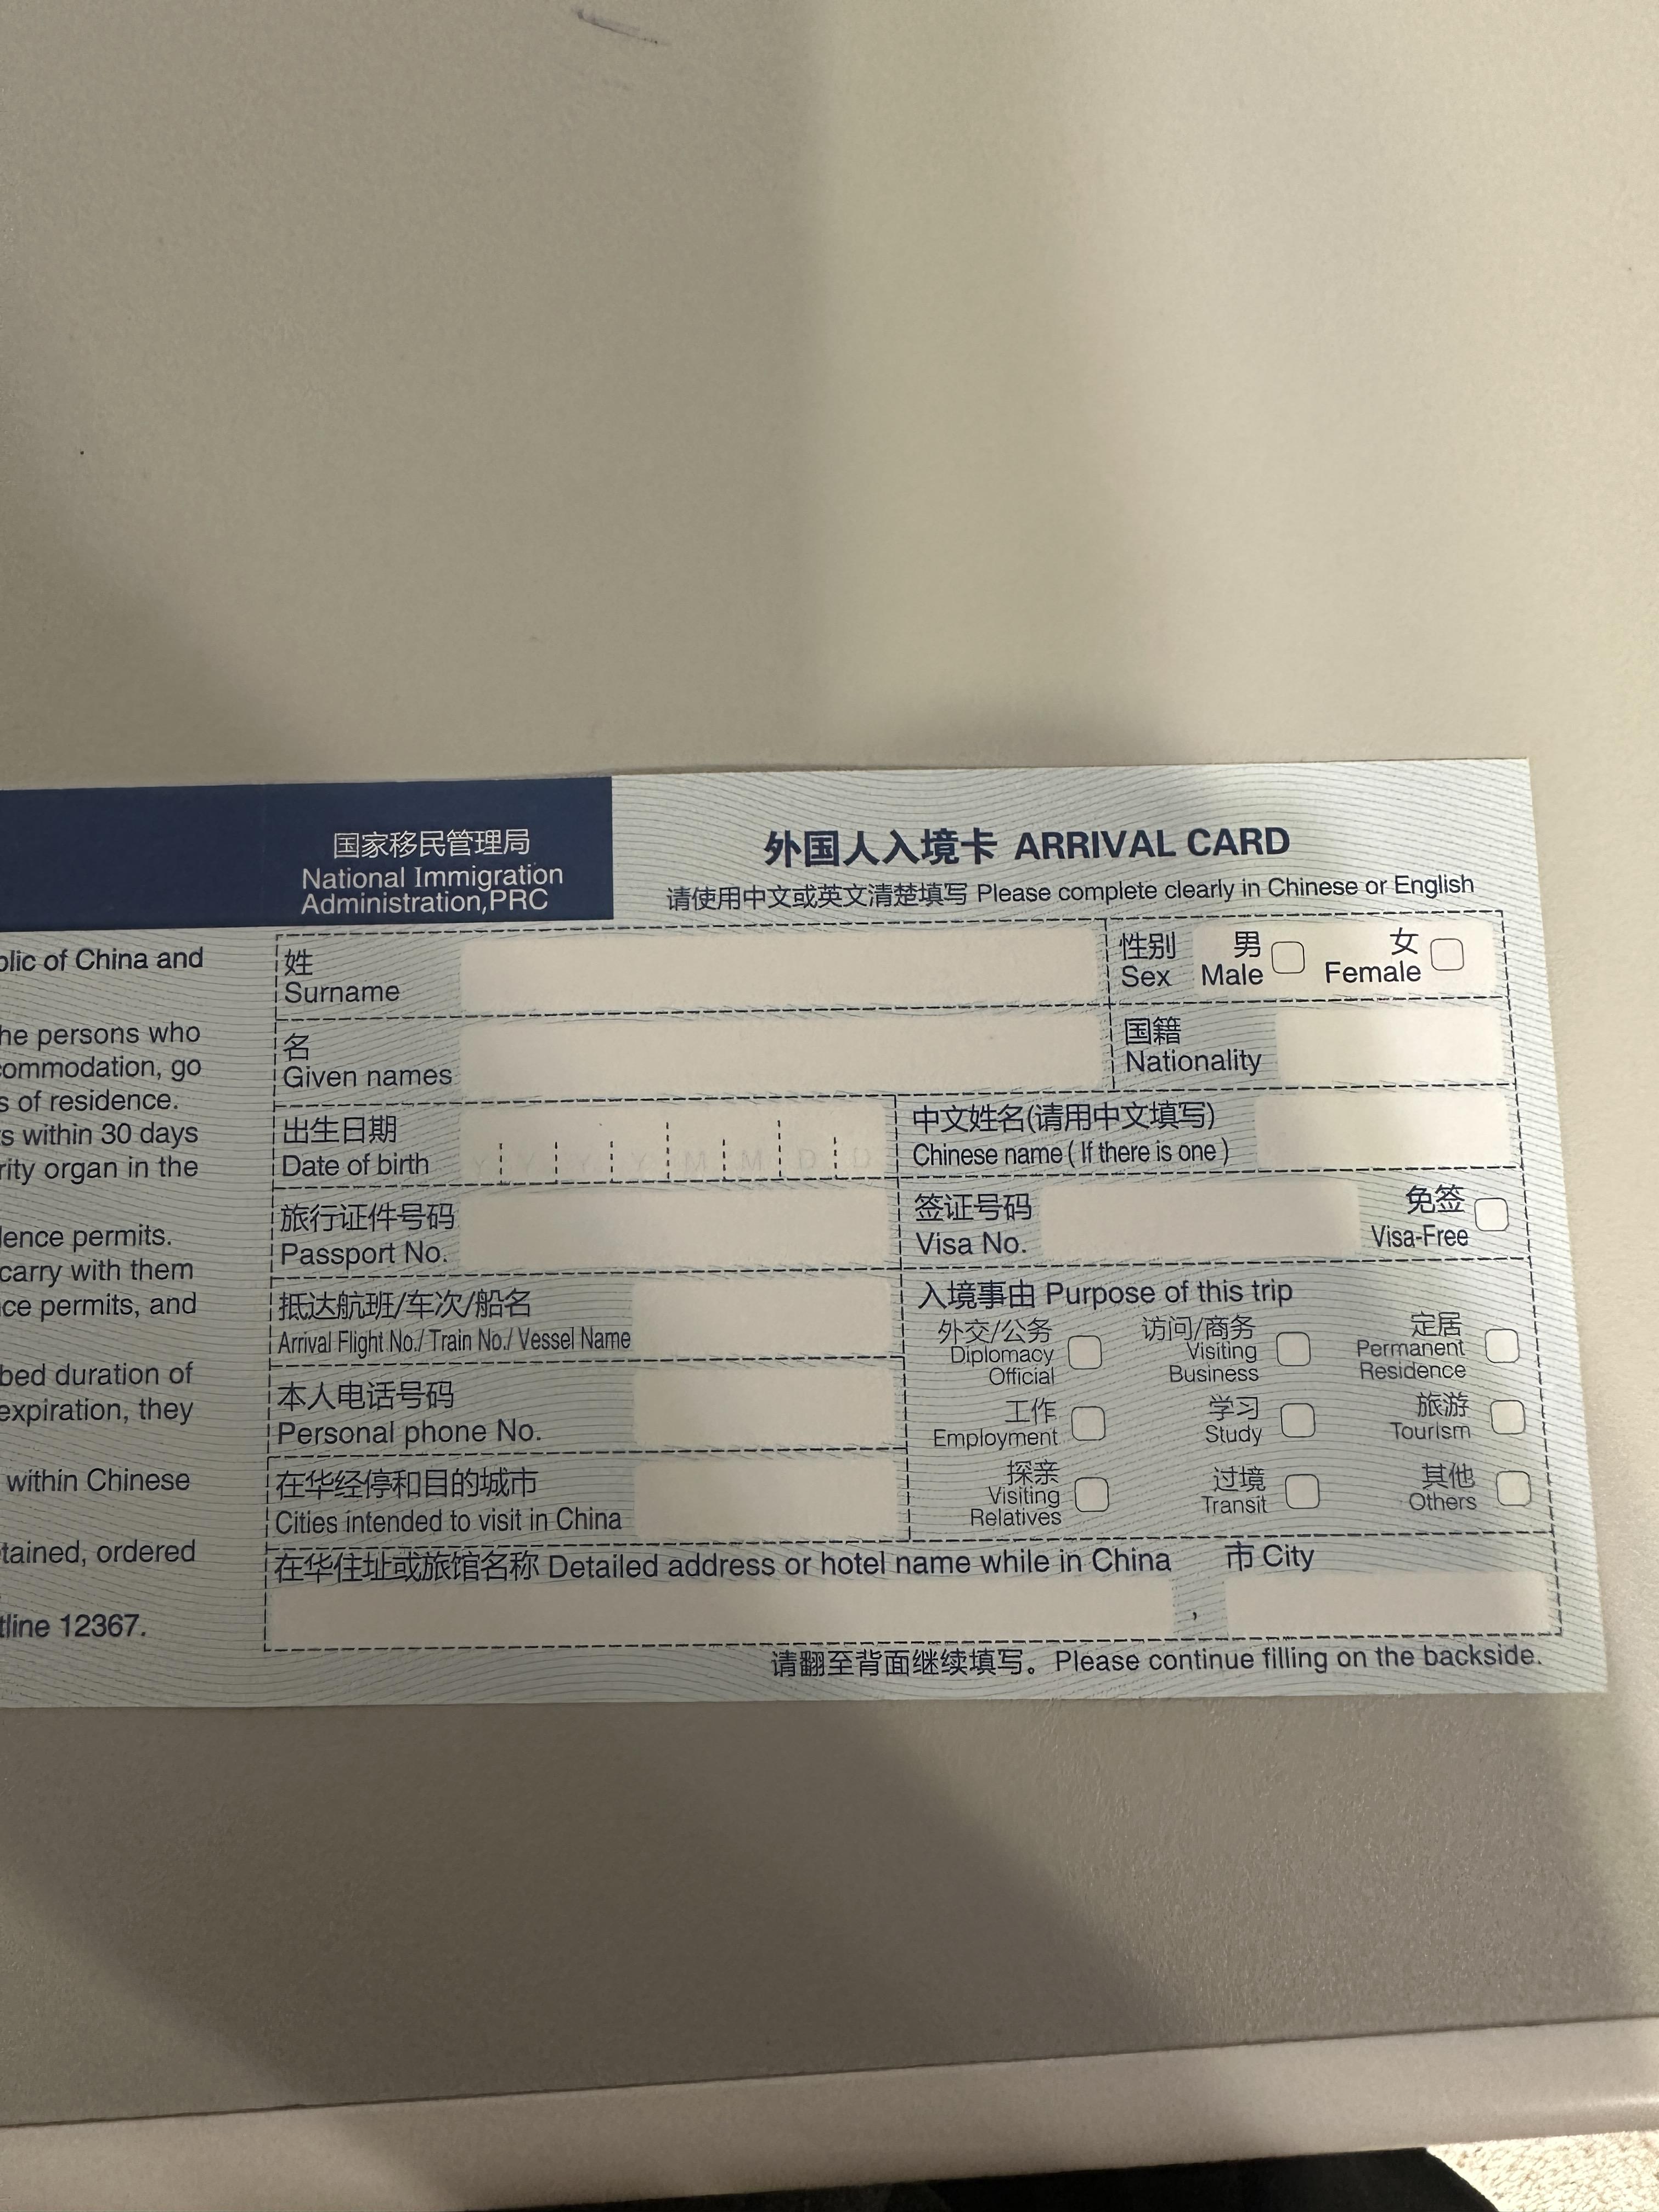 国家移民管理局
National Immigration
Administration,PRC
外国人入境卡 ARRIVAL CARD
请使用中文或英文清楚填写 Please complete clearly in Chinese or English
of China and
persons who
go
of residence.
within 30 days
organ in the
permits.
carry with them
permits, and
duration of
expiration, they
within Chinese
ordered
12367.
姓
Surname
性别
Sex
男
Male
女
Female
名
Given names
国籍
Nationality
出生日期
Date of birth
Y Y Y Y M M D D
中文姓名(请用中文填写)
Chinese name ( If there is one )
旅行证件号码
Passport No.
签证号码
Visa No.
免签
Visa-Free
抵达航班/车次/船名
Arrival Flight No./ Train No./ Vessel Name
本人电话号码
Personal phone No.
在华经停和目的城市
Cities intended to visit in China
入境事由 Purpose of this trip
外交/公务
Diplomacy
Official
访问/商务
Visiting
Business
定居
Permanent
Residence
工作
Employment
学习
Study
旅游
Tourism
探亲
Visiting
Relatives
过境
Transit
其他
Others
在华住址或旅馆名称 Detailed address or hotel name while in China
市 City
,
请翻至背面继续填写。Please continue filling on the backside.